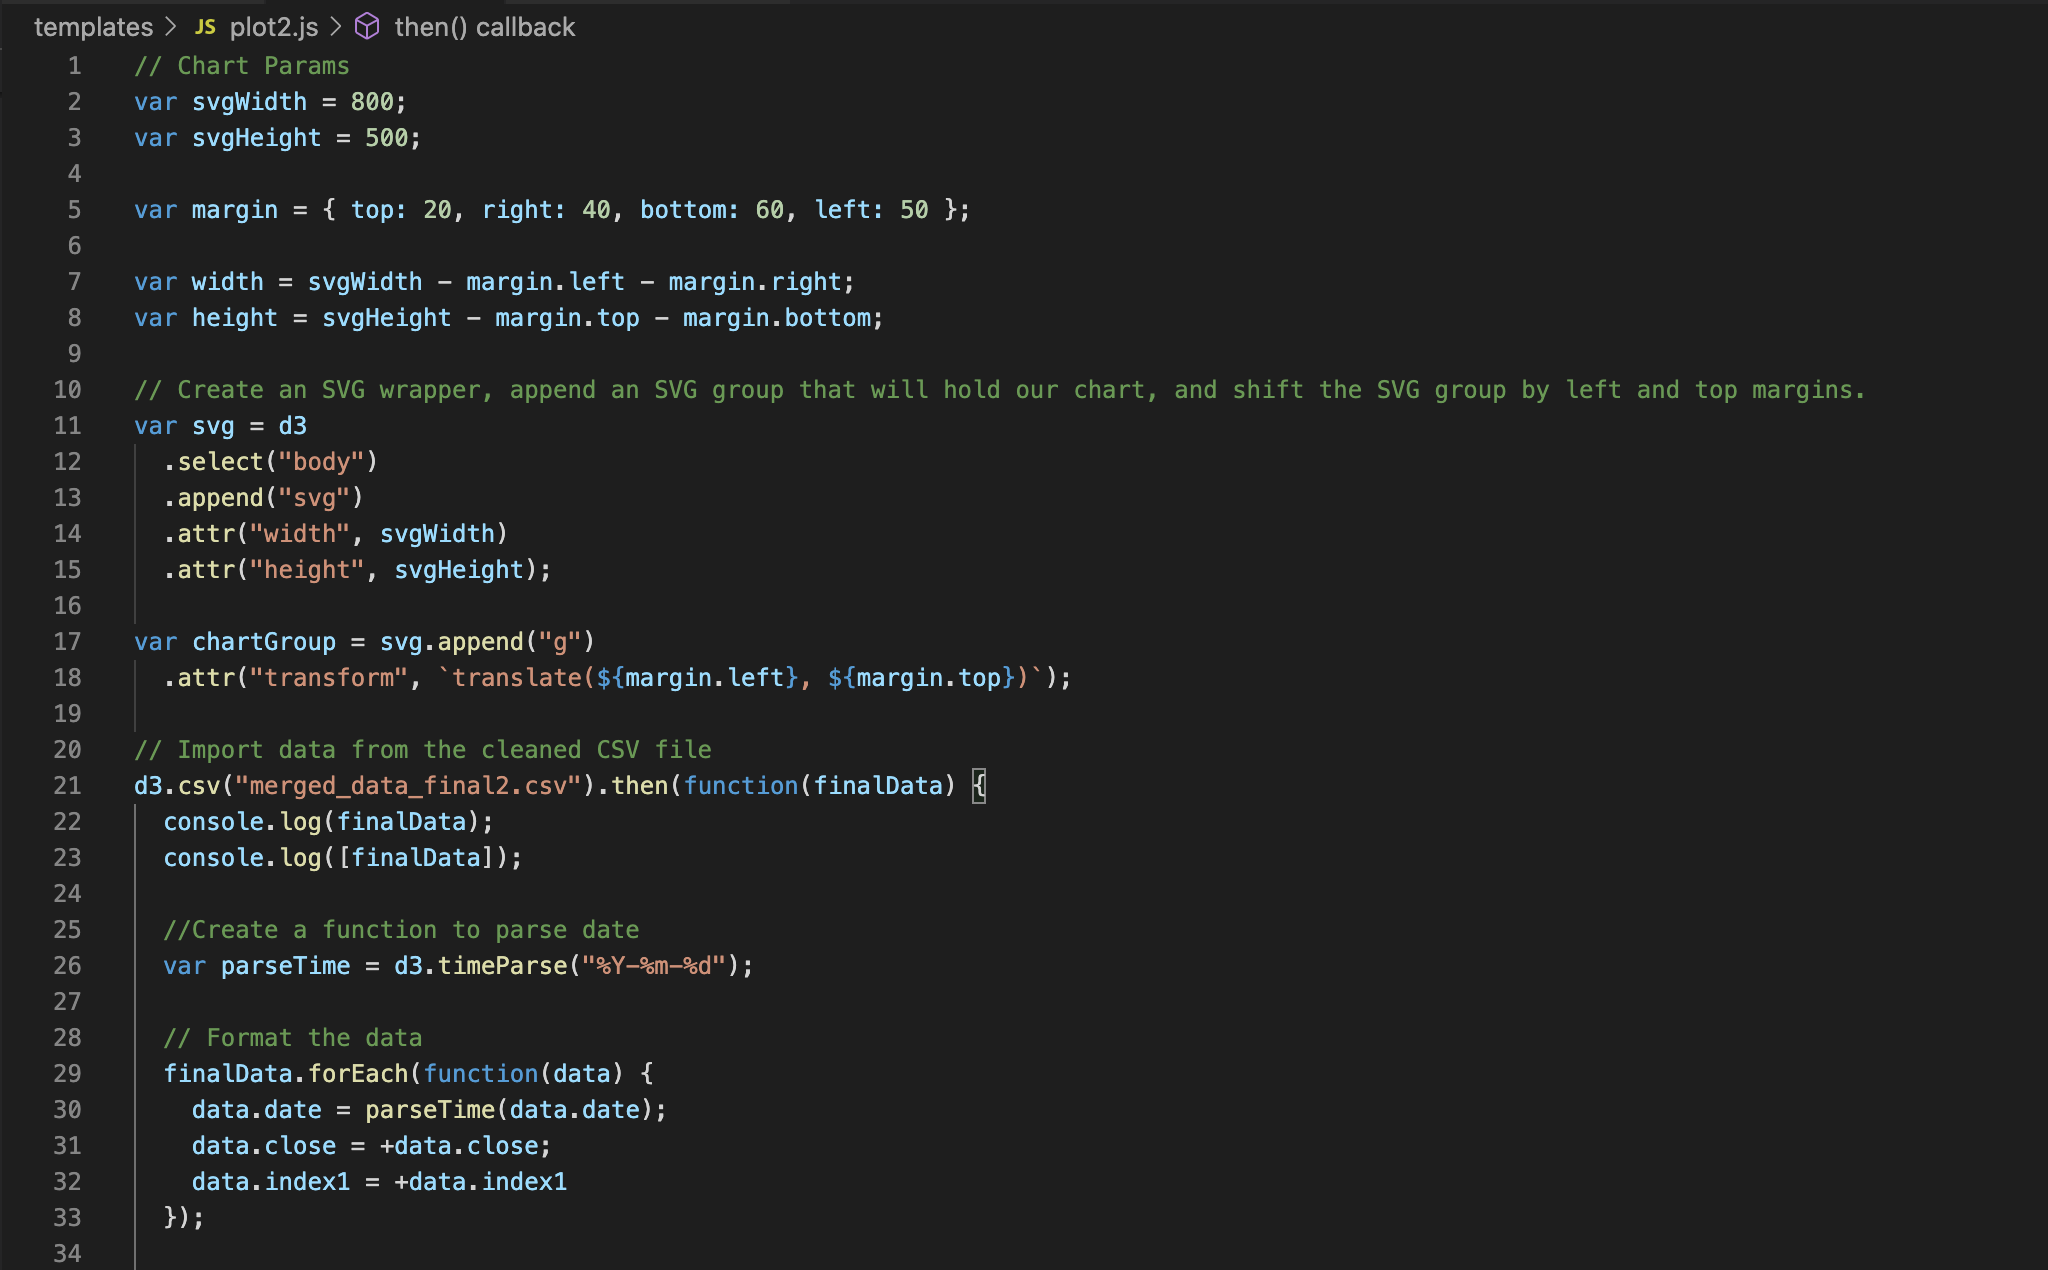 templates > JS plot2.js > then() callback
1 // Chart Params
2 var svgWidth = 800;
3 var svgHeight = 500;
4
5 var margin = { top: 20, right: 40, bottom: 60, left: 50 };
6
7 var width = svgWidth - margin.left - margin.right;
8 var height = svgHeight - margin.top - margin.bottom;
9
10 // Create an SVG wrapper, append an SVG group that will hold our chart, and shift the SVG group by left and top margins.
11 var svg = d3
12   .select("body")
13   .append("svg")
14   .attr("width", svgWidth)
15   .attr("height", svgHeight);
16
17 var chartGroup = svg.append("g")
18   .attr("transform", `translate(${margin.left}, ${margin.top})`);
19
20 // Import data from the cleaned CSV file
21 d3.csv("merged_data_final2.csv").then(function(finalData) {
22   console.log(finalData);
23   console.log([finalData]);
24
25   //Create a function to parse date
26   var parseTime = d3.timeParse("%Y-%m-%d");
27
28   // Format the data
29   finalData.forEach(function(data) {
30     data.date = parseTime(data.date);
31     data.close = +data.close;
32     data.index1 = +data.index1
33   });
34